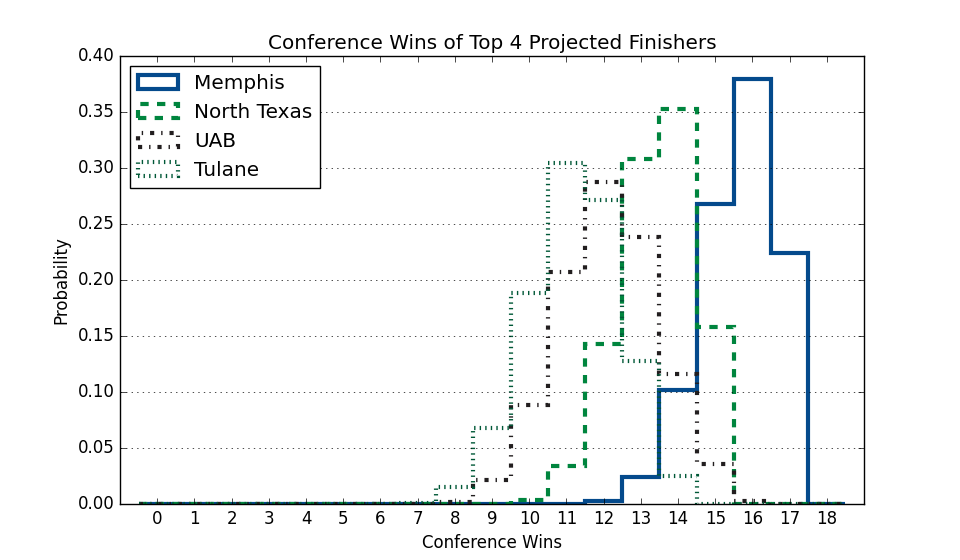 Conference Wins of Top 4 Projected Finishers
0.40
0.35
0.30
0.25
0.20
0.15
0.10
0.05
0.00
Probability
Memphis
North Texas
UAB
Tulane
0 1 2 3 4 5 6 7 8 9 10 11 12 13 14 15 16 17 18
Conference Wins